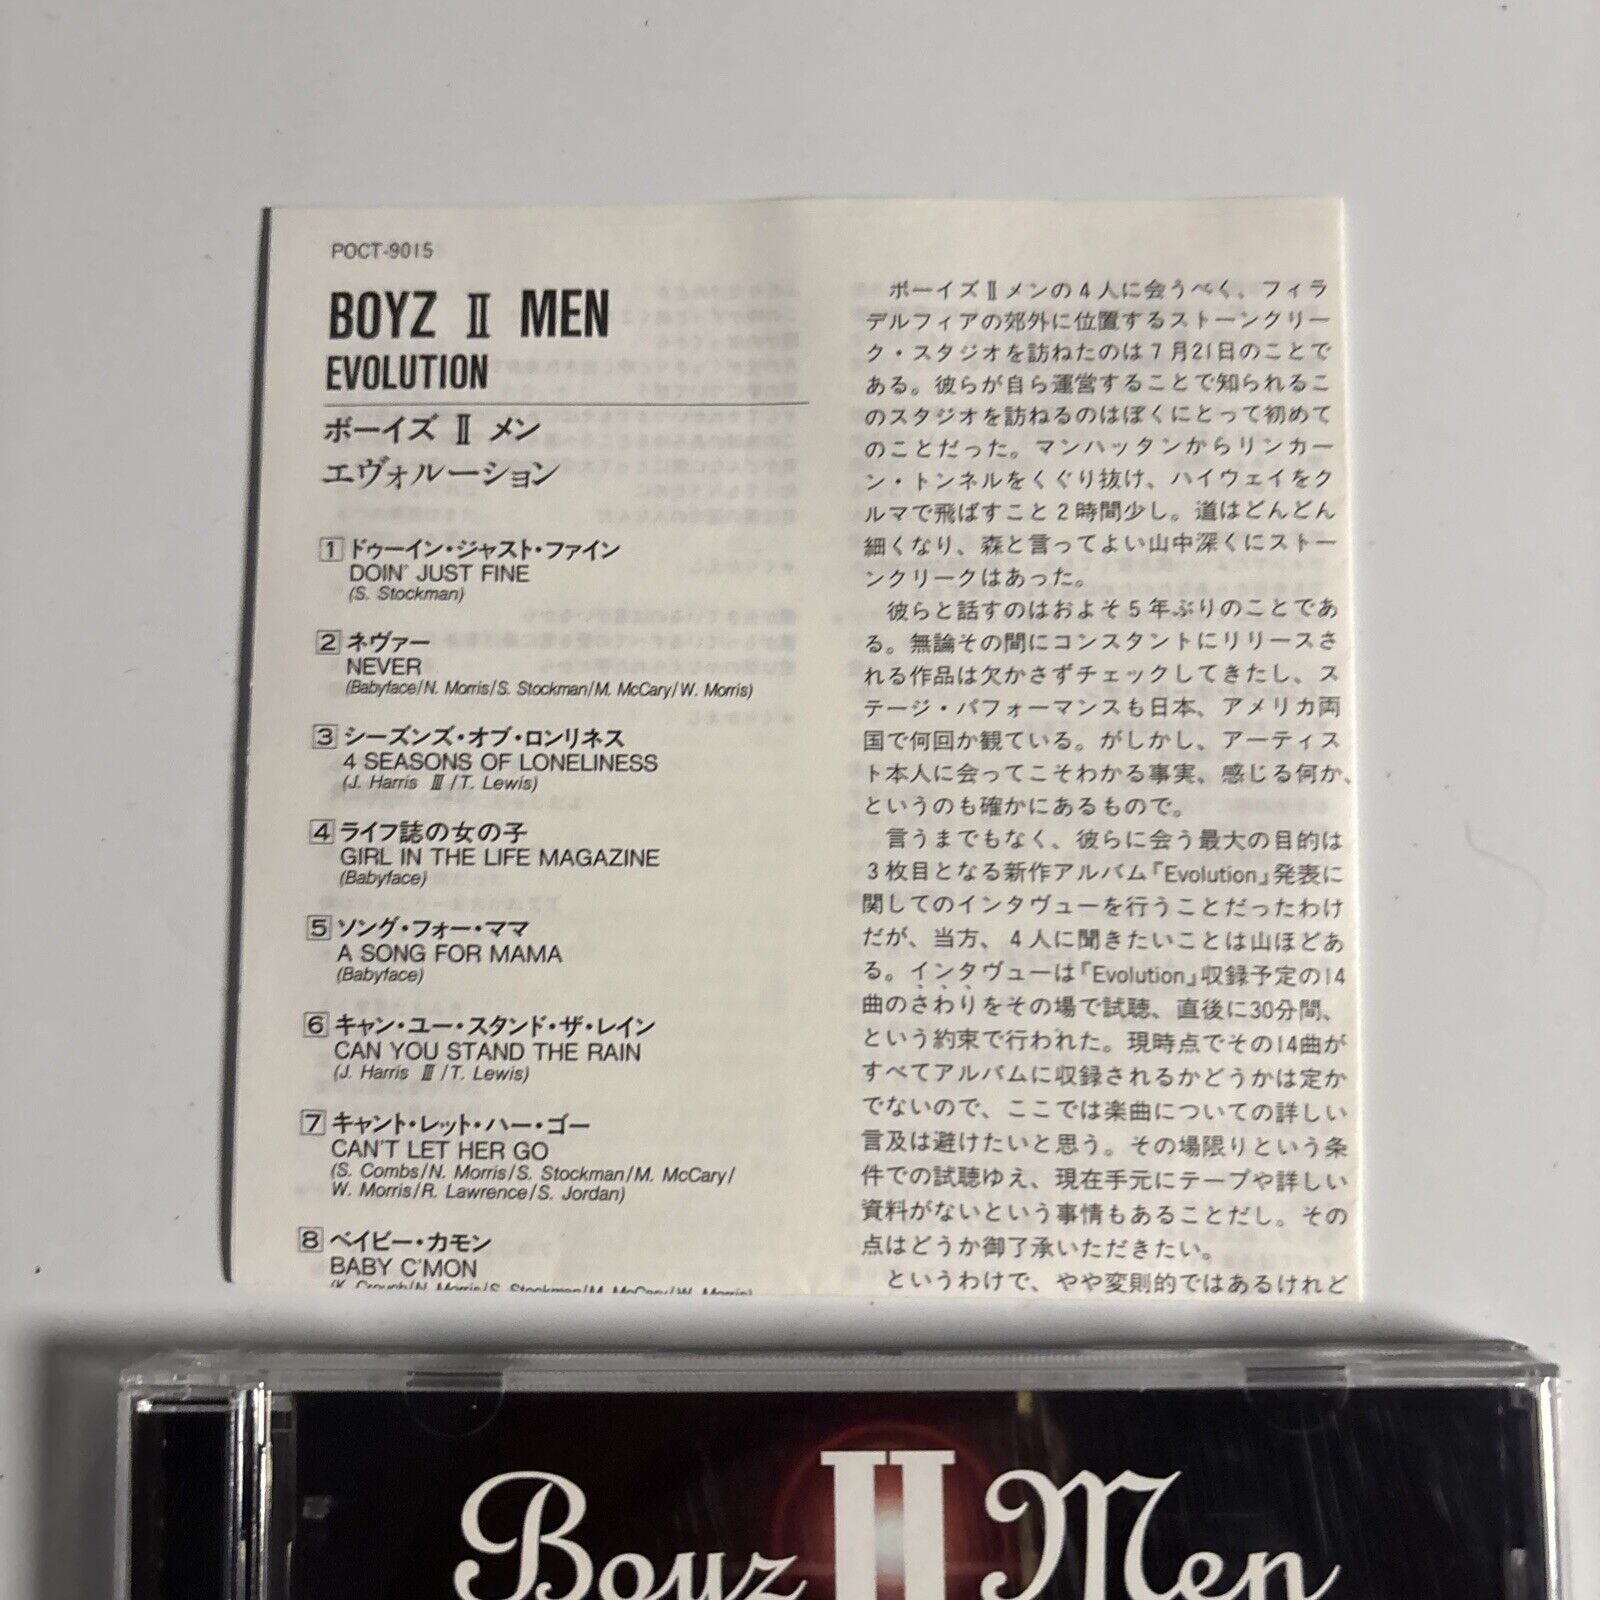 POCT-9015
BOYZ Ⅱ MEN
EVOLUTION
ボーイズ Ⅱ メン
エヴォルーション
1 ドゥーイン・ジャスト・ファイン
DOIN' JUST FINE
(S. Stockman)
2 ネヴァー
NEVER
(Babyface/N. Morris/S. Stockman/M. McCary/W. Morris)
3 シーズンズ・オブ・ロンリネス
4 SEASONS OF LONELINESS
(J. Harris Ⅲ/T. Lewis)
4 ライフ誌の女の子
GIRL IN THE LIFE MAGAZINE
(Babyface)
5 ソング・フォー・ママ
A SONG FOR MAMA
(Babyface)
6 キャン・ユー・スタンド・ザ・レイン
CAN YOU STAND THE RAIN
(J. Harris Ⅲ/T. Lewis)
7 キャント・レット・ハー・ゴー
CAN'T LET HER GO
(S. Combs/N. Morris/S. Stockman/M. McCary/
W. Morris/R. Lawrence/S. Jordan)
8 ベイビー・カモン
BABY C'MON
(K. Crouch/N. Morris/S. Stockman/M. McCary/W. Morris)
ボーイズⅡメンの4人に会うべく、フィラ
デルフィアの郊外に位置するストーンクリー
ク・スタジオを訪ねたのは7月21日のことで
ある。彼らが自ら運営することで知られるこ
のスタジオを訪ねるのはぼくにとって初めて
のことだった。マンハッタンからリンカー
ン・トンネルをくぐり抜け、ハイウェイをク
ルマで飛ばすこと2時間少し。道はどんどん
細くなり、森と言ってよい山中深くにストー
ンクリークはあった。
彼らと話すのはおよそ5年ぶりのことであ
る。無論その間にコンスタントにリリースさ
れる作品は欠かさずチェックしてきたし、ス
テージ・パフォーマンスも日本、アメリカ両
国で何回か観ている。がしかし、アーティス
ト本人に会ってこそわかる事実、感じる何か、
というのも確かにあるもので。
言うまでもなく、彼らに会う最大の目的は
3枚目となる新作アルバム「Evolution」発表に
関してのインタヴューを行うことだったわけ
だが、当方、4人に聞きたいことは山ほどあ
る。インタヴューは「Evolution」収録予定の14
曲のさわりをその場で試聴、直後に30分間、
という約束で行われた。現時点でその14曲が
すべてアルバムに収録されるかどうかは定か
でないので、ここでは楽曲についての詳しい
言及は避けたいと思う。その場限りという条
件での試聴ゆえ、現在手元にテープや詳しい
資料がないという事情もあることだし。その
点はどうか御了承いただきたい。
というわけで、やや変則的ではあるけれど
Boyz II Men